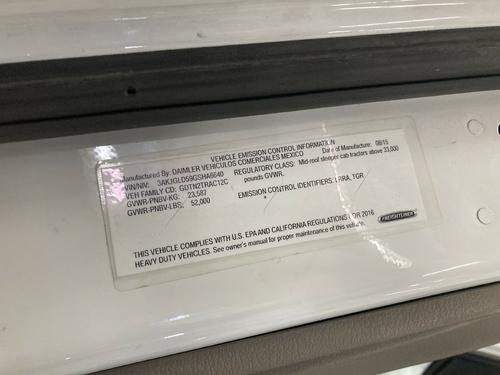 VEHICLE EMISSION CONTROL INFORMATION
Manufactured By: DAIMLER VEHICULOS COMERCIALES MEXICO Date of Manufacture: 08/15
VIN/NIV: 3AKJGLD59GSHA6640 REGULATORY CLASS: Mid-roof sleeper cab tractors above 33,000
VEH FAMILY CD: GDTN2TRAC12C pounds GVWR.
GVWR-PNBV-KG: 23,587
GVWR-PNBV-LBS: 52,000 EMISSION CONTROL IDENTIFIERS: LRRA, TGR
THIS VEHICLE COMPLIES WITH U.S. EPA AND CALIFORNIA REGULATIONS FOR 2016
HEAVY DUTY VEHICLES. See owner's manual for proper maintenance of this vehicle.
FREIGHTLINER